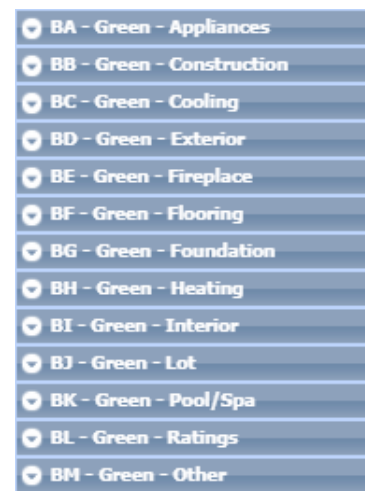 BA - Green - Appliances
BB - Green - Construction
BC - Green - Cooling
BD - Green - Exterior
BE - Green - Fireplace
BF - Green - Flooring
BG - Green - Foundation
BH - Green - Heating
BI - Green - Interior
BJ - Green - Lot
BK - Green - Pool/Spa
BL - Green - Ratings
BM - Green - Other